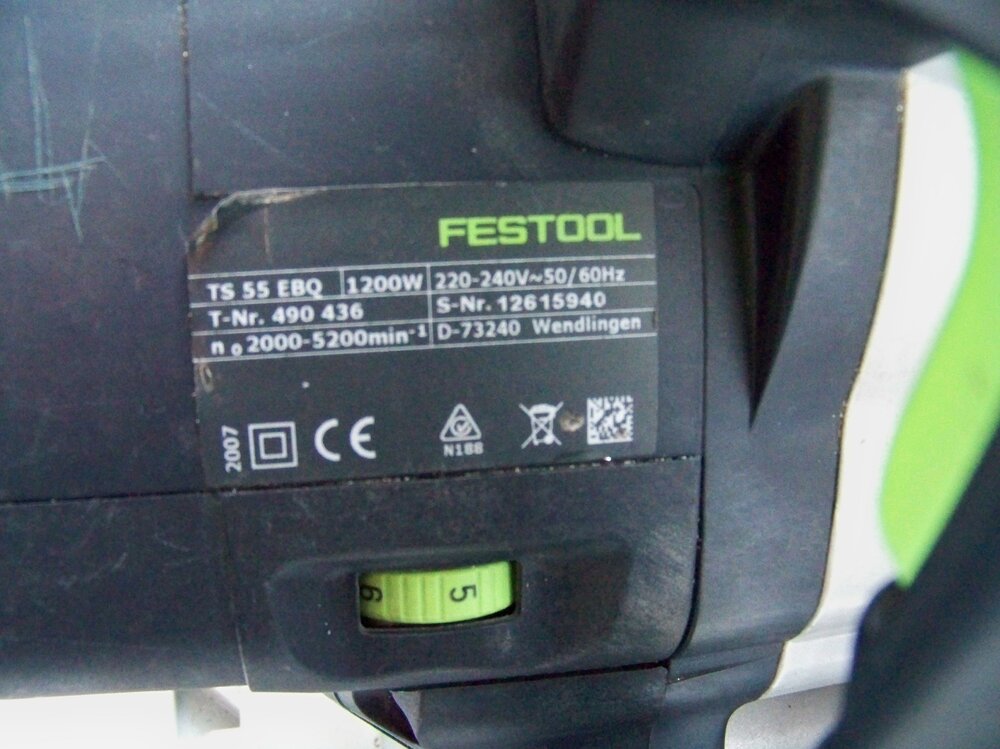 FESTOOL
TS 55 EBQ 1200W 220-240V~50/60Hz
T-Nr. 490 436 S-Nr. 12615940
n₀ 2000-5200min⁻¹ D-73240 Wendlingen
2007 CE N188
6 5